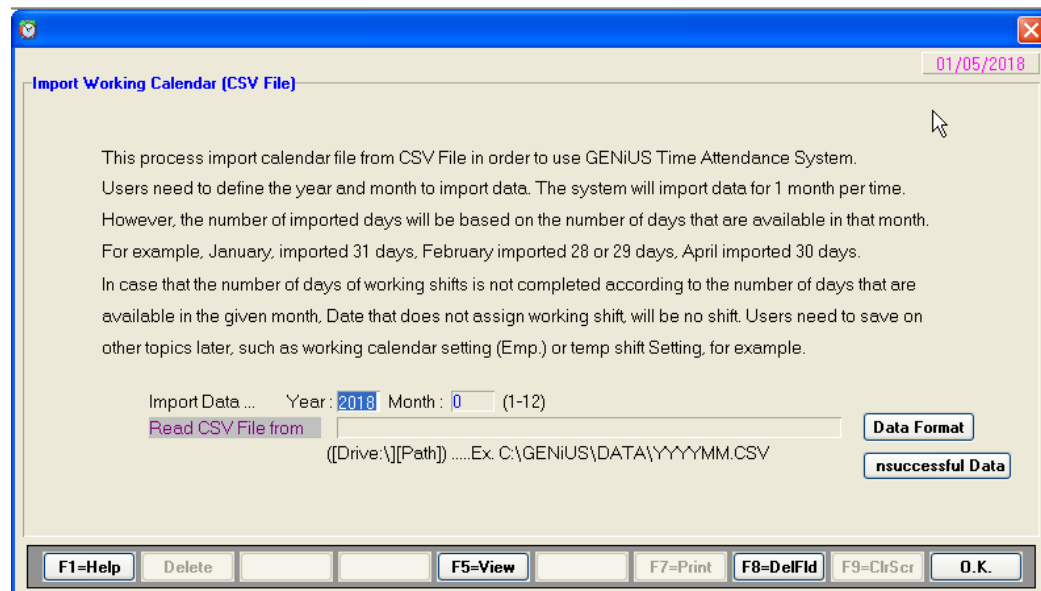 01/05/2018
Import Working Calendar (CSV File)
This process import calendar file from CSV File in order to use GENiUS Time Attendance System.
Users need to define the year and month to import data. The system will import data for 1 month per time.
However, the number of imported days will be based on the number of days that are available in that month.
For example, January, imported 31 days, February imported 28 or 29 days, April imported 30 days.
In case that the number of days of working shifts is not completed according to the number of days that are
available in the given month, Date that does not assign working shift, will be no shift. Users need to save on
other topics later, such as working calendar setting (Emp.) or temp shift Setting, for example.
Import Data ... Year : 2018 Month : 0 (1-12)
Read CSV File from Data Format
([Drive:\][Path]) .....Ex. C:\GENiUS\DATA\YYYYMM.CSV
nsuccessful Data
F1=Help Delete F5=View F7=Print F8=DelFld F9=ClrScr O.K.